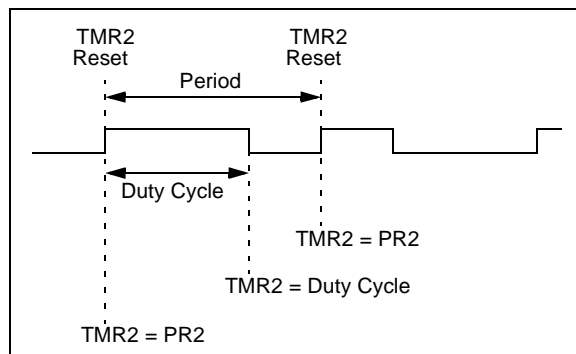 TMR2
Reset
TMR2
Reset
Period
Duty Cycle
TMR2 = PR2
TMR2 = Duty Cycle
TMR2 = PR2